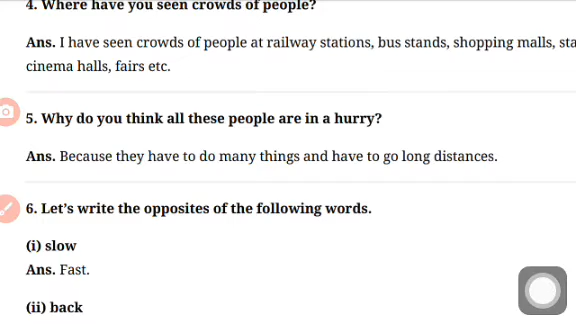 4. Where have you seen crowds of people?
Ans. I have seen crowds of people at railway stations, bus stands, shopping malls,
cinema halls, fairs etc.
5. Why do you think all these people are in a hurry?
Ans. Because they have to do many things and have to go long distances.
6. Let’s write the opposites of the following words.
(i) slow
Ans. Fast.
(ii) back